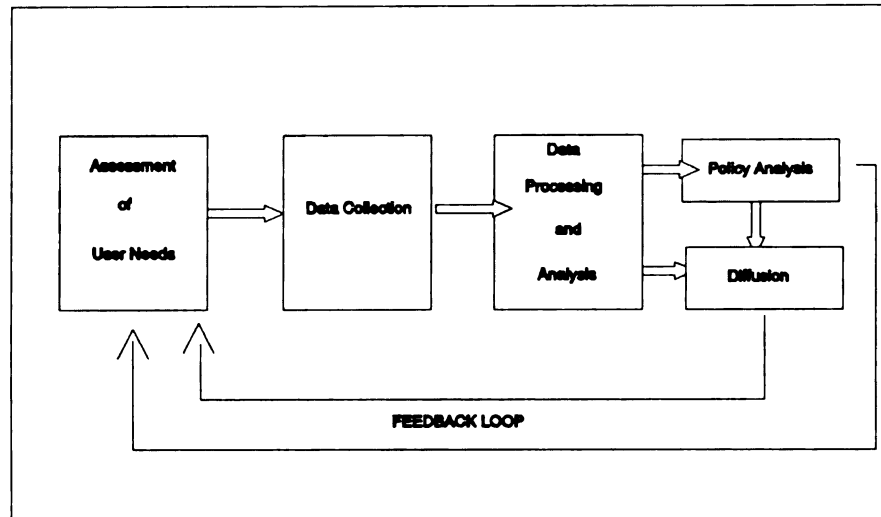 Assessment
of
User Needs
Data Collection
Data
Processing
and
Analysis
Policy Analysis
Diffusion
FEEDBACK LOOP